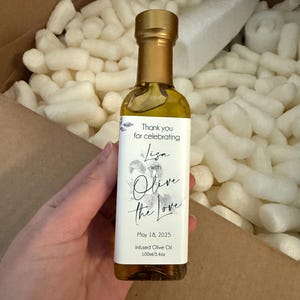 Thank you
for celebrating
Lisa
Olive
the Love
May 18, 2025
Infused Olive Oil
100ml/3.4oz